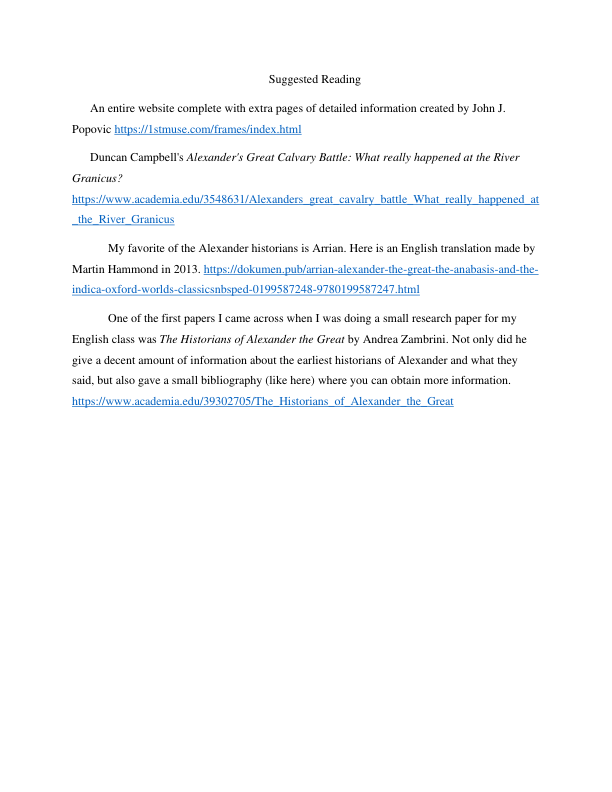 Suggested Reading
An entire website complete with extra pages of detailed information created by John J.
Popovic https://1stmuse.com/frames/index.html
Duncan Campbell's Alexander's Great Calvary Battle: What really happened at the River
Granicus?
https://www.academia.edu/3548631/Alexanders_great_cavalry_battle_What_really_happened_at
_the_River_Granicus
My favorite of the Alexander historians is Arrian. Here is an English translation made by
Martin Hammond in 2013. https://dokumen.pub/arrian-alexander-the-great-the-anabasis-and-the-
indica-oxford-worlds-classicsnbsped-0199587248-9780199587247.html
One of the first papers I came across when I was doing a small research paper for my
English class was The Historians of Alexander the Great by Andrea Zambrini. Not only did he
give a decent amount of information about the earliest historians of Alexander and what they
said, but also gave a small bibliography (like here) where you can obtain more information.
https://www.academia.edu/39302705/The_Historians_of_Alexander_the_Great